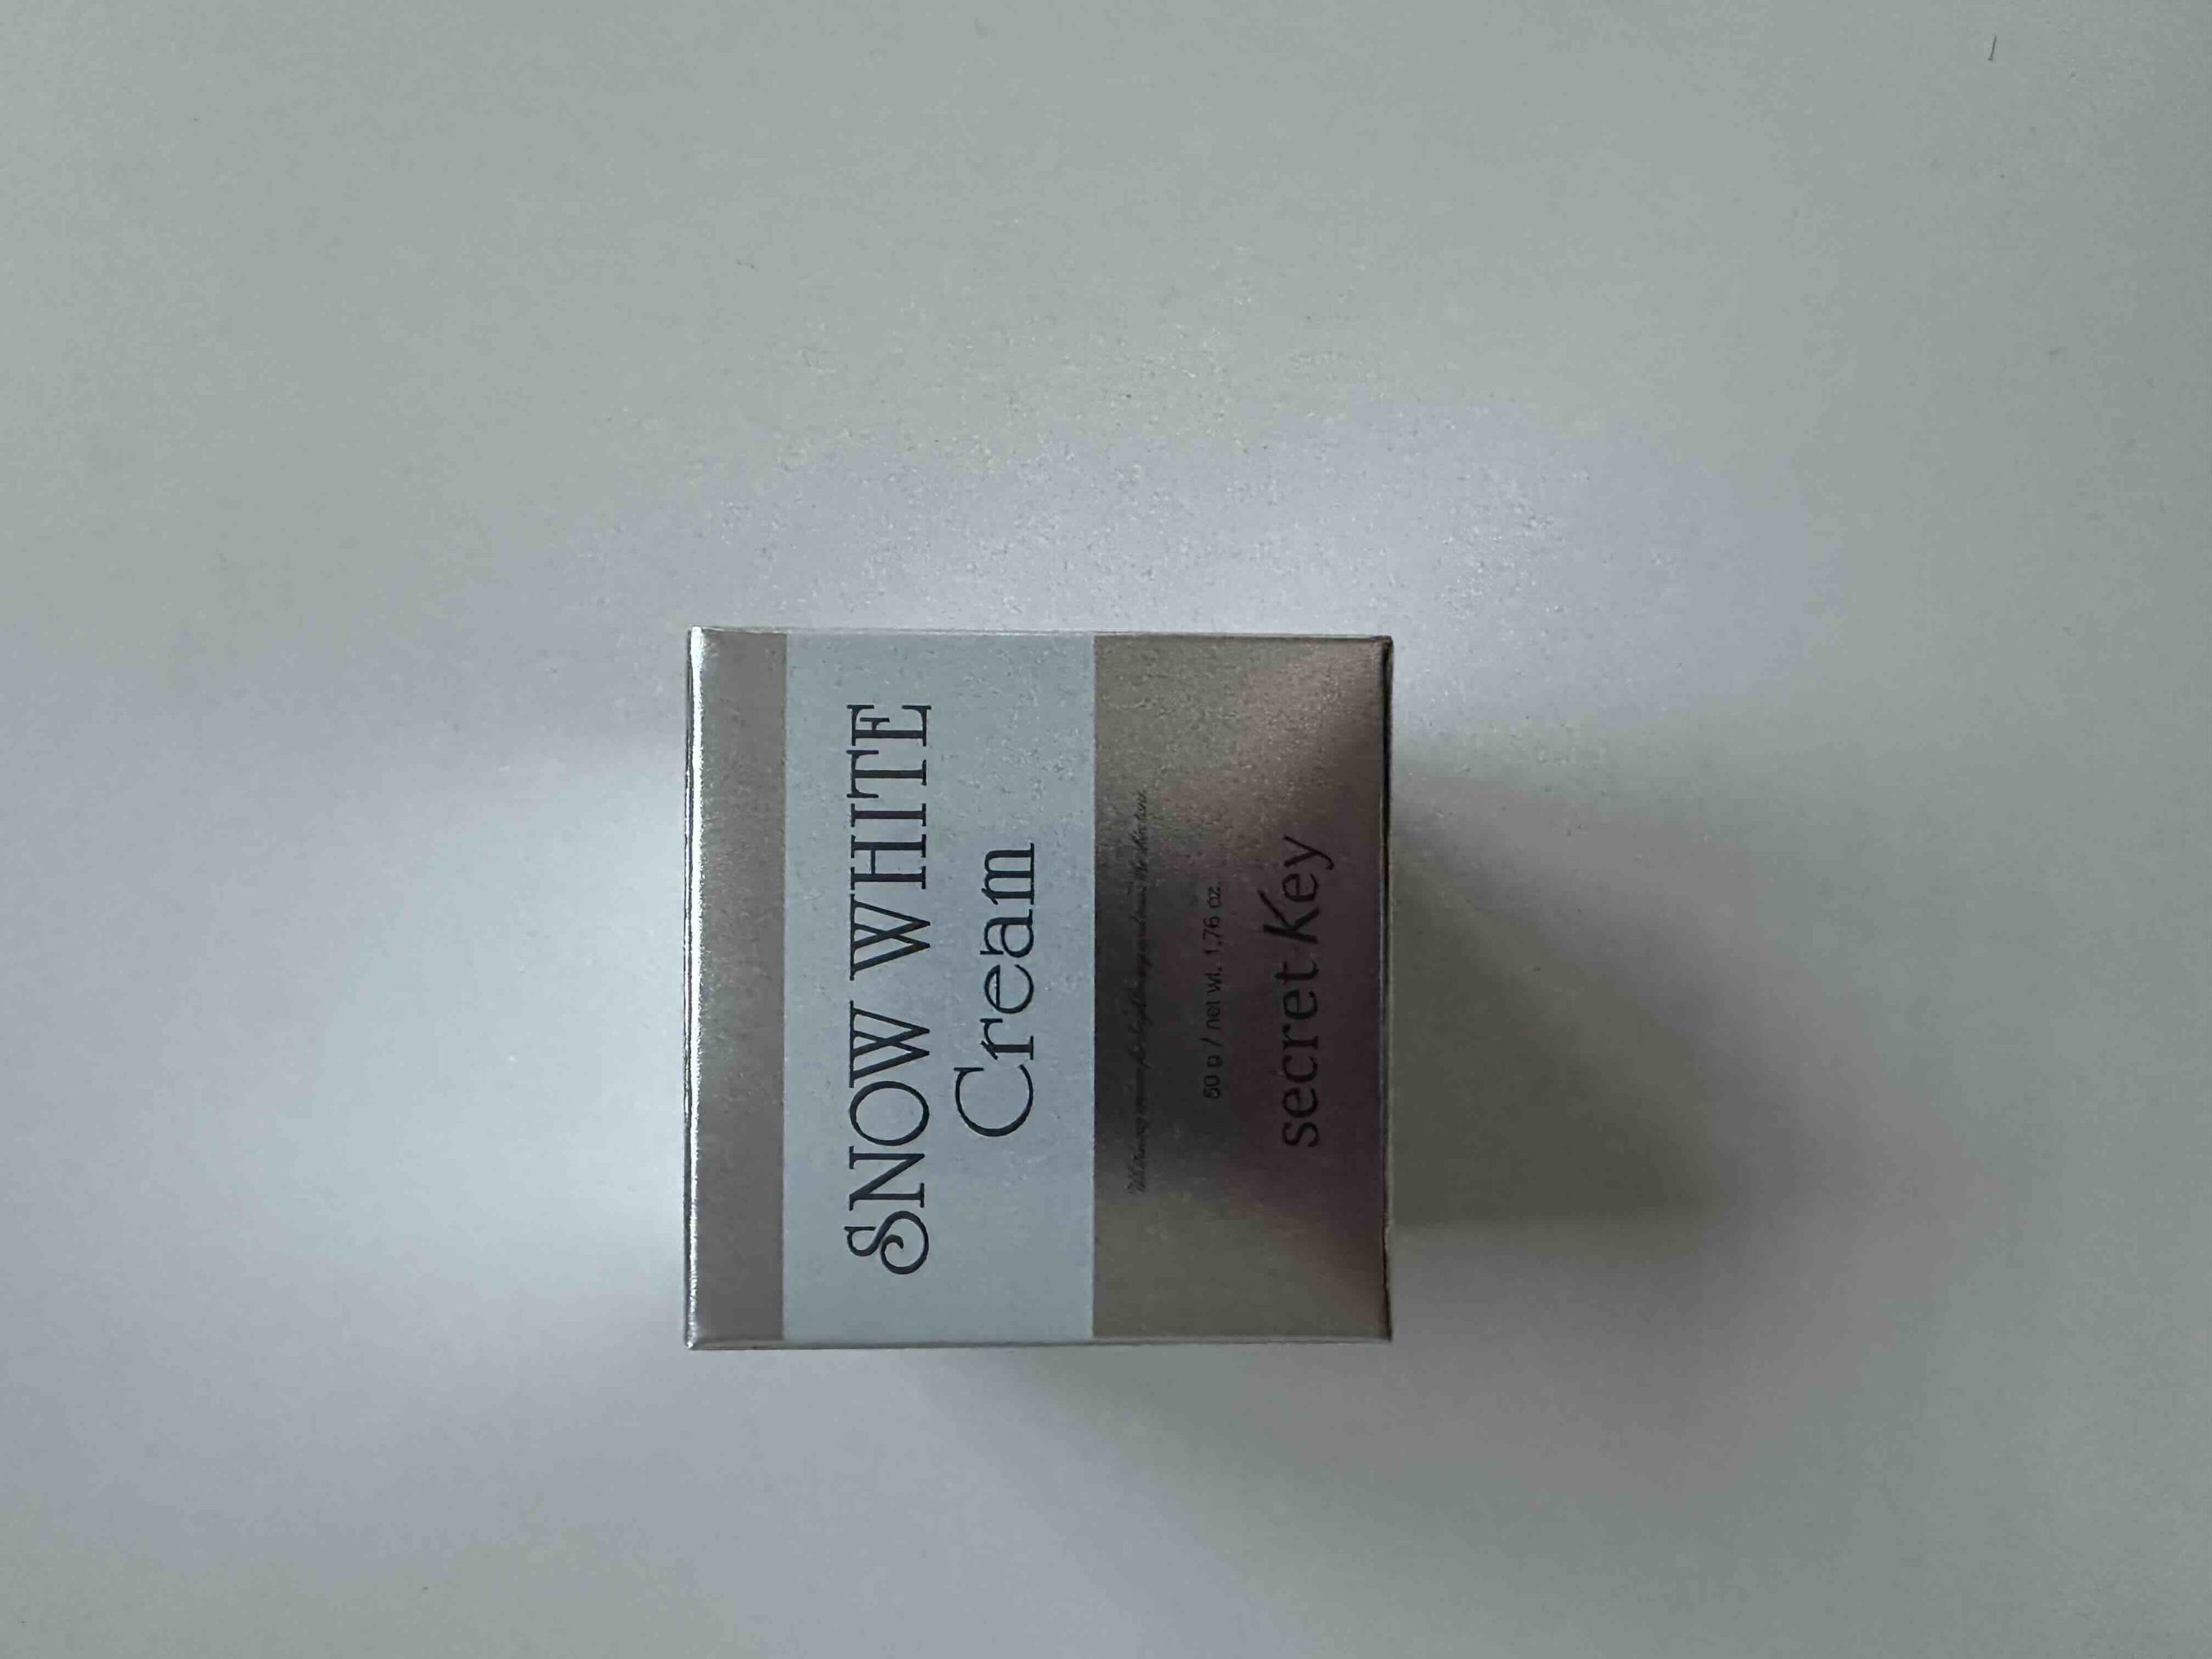 SNOW WHITE
Cream
50 g / net wt. 1.76 oz.
secret Key